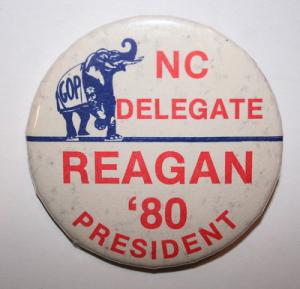 NC
GOP
DELEGATE
REAGAN
'80
PRESIDENT